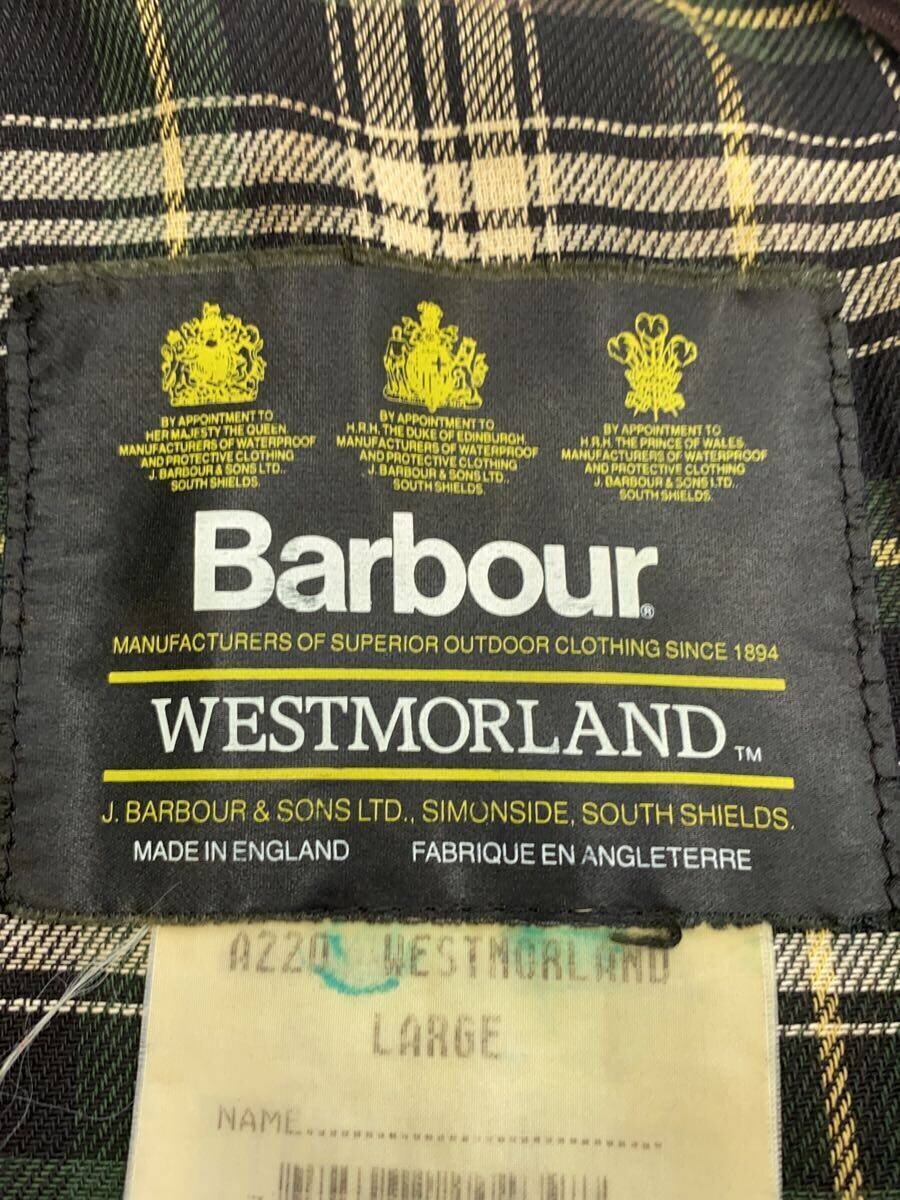 BY APPOINTMENT TO
HER MAJESTY THE QUEEN
MANUFACTURERS OF WATERPROOF
AND PROTECTIVE CLOTHING
J. BARBOUR & SONS LTD.,
SOUTH SHIELDS.
BY APPOINTMENT TO
H.R.H. THE DUKE OF EDINBURGH
MANUFACTURERS OF WATERPROOF
AND PROTECTIVE CLOTHING
J. BARBOUR & SONS LTD.,
SOUTH SHIELDS.
BY APPOINTMENT TO
H.R.H. THE PRINCE OF WALES
MANUFACTURERS OF WATERPROOF
AND PROTECTIVE CLOTHING
J. BARBOUR & SONS LTD.,
SOUTH SHIELDS.
Barbour®
MANUFACTURERS OF SUPERIOR OUTDOOR CLOTHING SINCE 1894
WESTMORLAND™
J. BARBOUR & SONS LTD., SIMONSIDE, SOUTH SHIELDS.
MADE IN ENGLAND FABRIQUE EN ANGLETERRE
A220 WESTMORLAND
LARGE
NAME